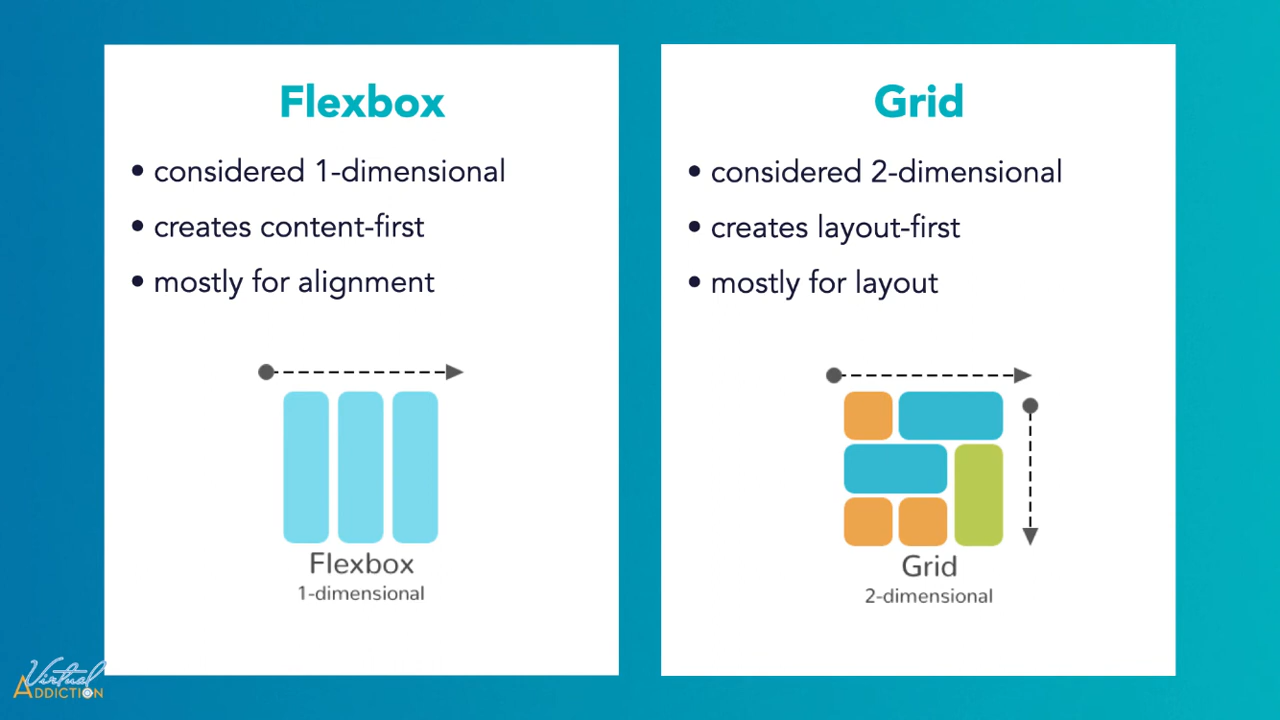 Flexbox
• considered 1-dimensional
• creates content-first
• mostly for alignment
Flexbox
1-dimensional
Grid
• considered 2-dimensional
• creates layout-first
• mostly for layout
Grid
2-dimensional
Virtual
ADDICTION